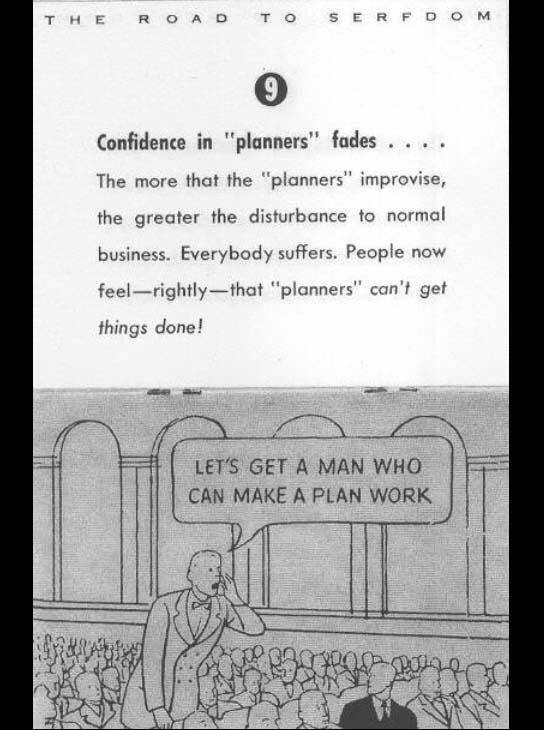 THE ROAD TO SERFDOM
9
Confidence in "planners" fades . . . .
The more that the "planners" improvise,
the greater the disturbance to normal
business. Everybody suffers. People now
feel—rightly—that "planners" can't get
things done!
LET'S GET A MAN WHO
CAN MAKE A PLAN WORK